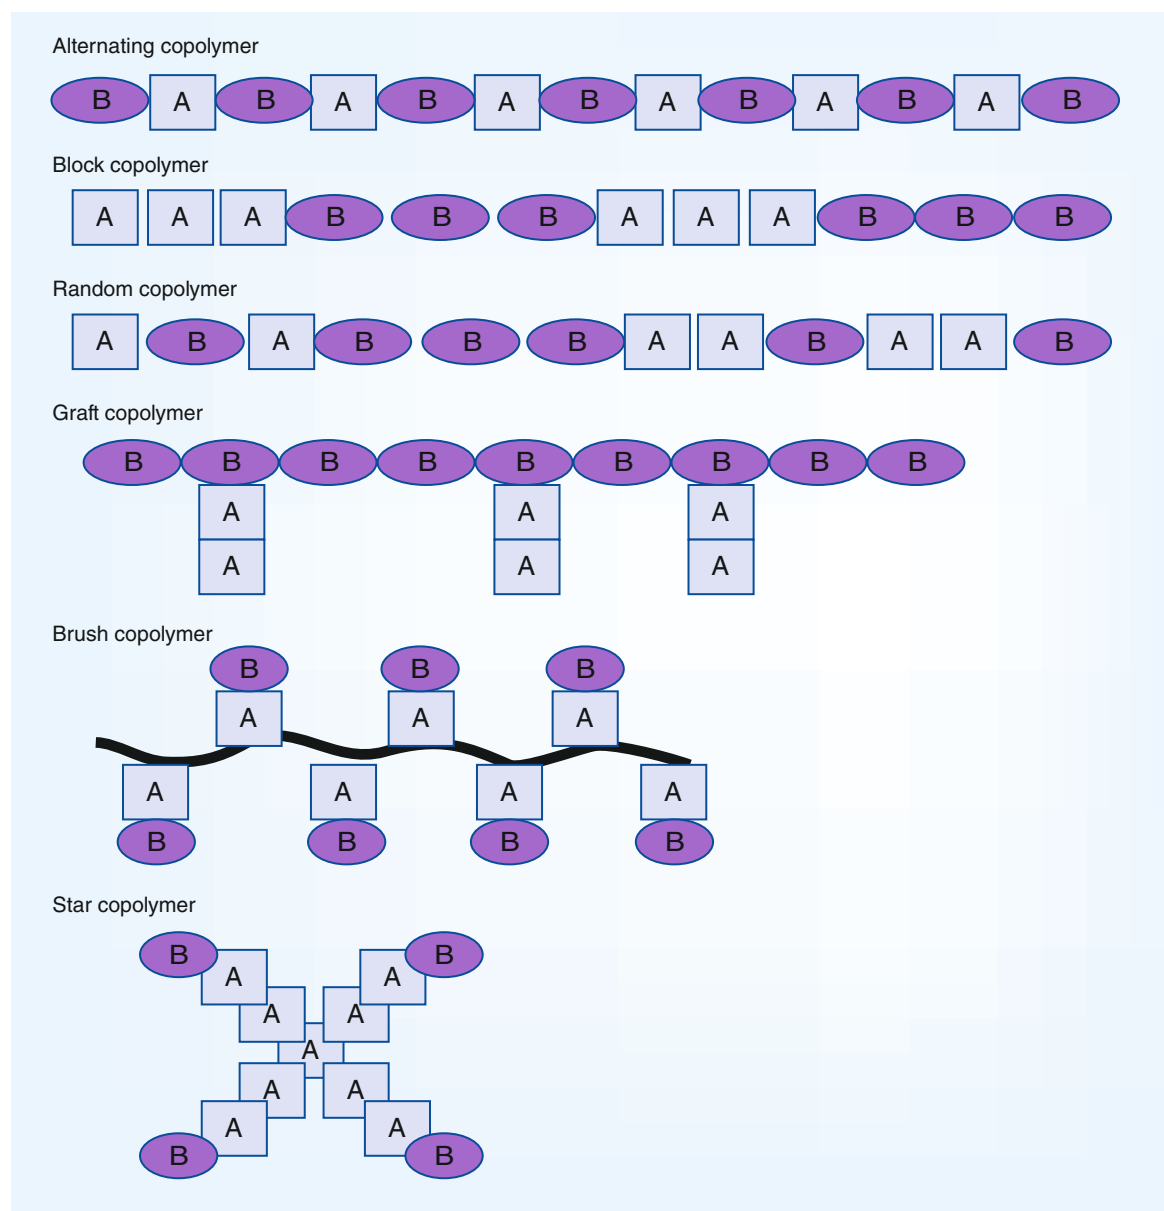 Alternating copolymer
B A B A B A B A B A B A B
Block copolymer
A A A B B B A A A B B B
Random copolymer
A B A B B B A A B A A B
Graft copolymer
B B B B B B B B B
A A A
A A A
Brush copolymer
B B B
A A A
A A A A
B B B B
Star copolymer
B B
A A
A A
A
A A
A A
B B